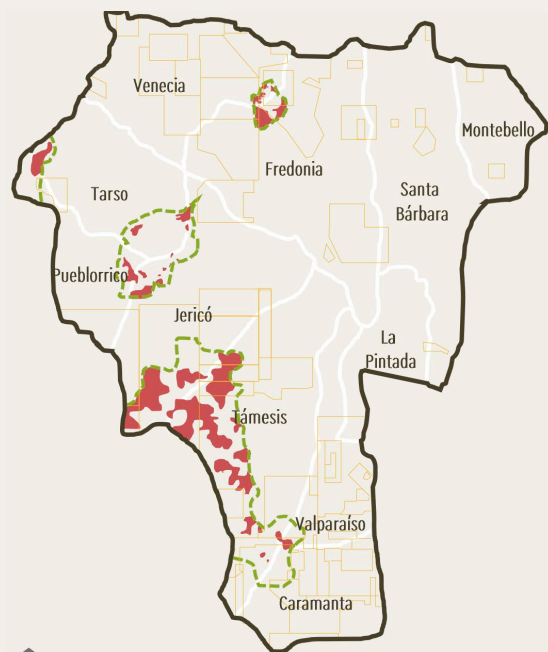 Venecia
Montebello
Fredonia
Tarso
Santa
Bárbara
Pueblorrico
Jericó
La
Pintada
Támesis
Valparaíso
Caramanta